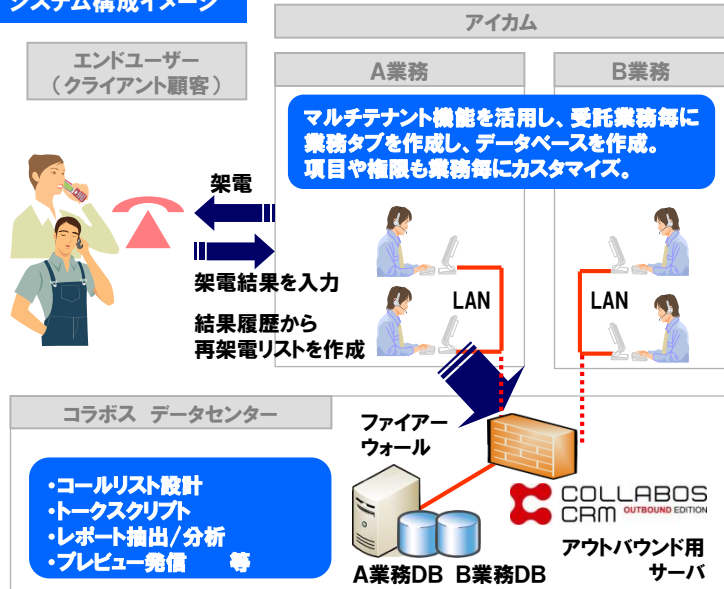 システム構成イメージ
アイカム
エンドユーザー
（クライアント顧客）
A業務
B業務
マルチテナント機能を活用し、受託業務毎に
業務タブを作成し、データベースを作成。
項目や権限も業務毎にカスタマイズ。
架電
架電結果を入力
結果履歴から
再架電リストを作成
LAN
LAN
コラボス データセンター
ファイアー
ウォール
・コールリスト設計
・トークスクリプト
・レポート抽出/分析
・プレビュー発信 等
COLLABOS
CRM OUTBOUND EDITION
アウトバウンド用
サーバ
A業務DB B業務DB